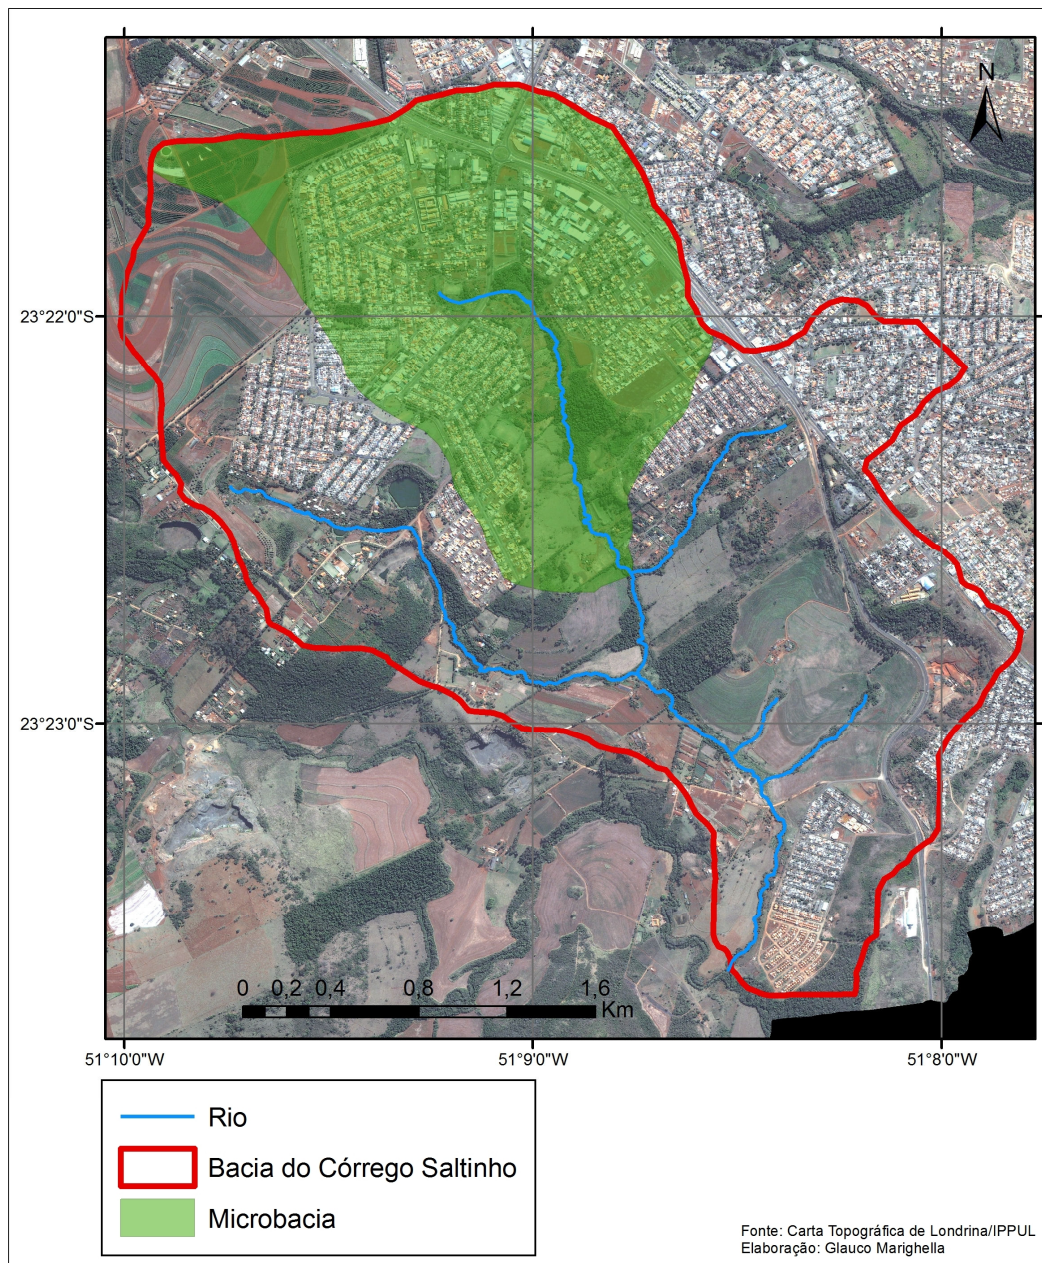 N
23°22'0"S
23°23'0"S
0 0,2 0,4 0,8 1,2 1,6
Km
51°10'0"W 51°9'0"W 51°8'0"W
Rio
Bacia do Córrego Saltinho
Microbacia
Fonte: Carta Topográfica de Londrina/IPPUL
Elaboração: Glauco Marighella